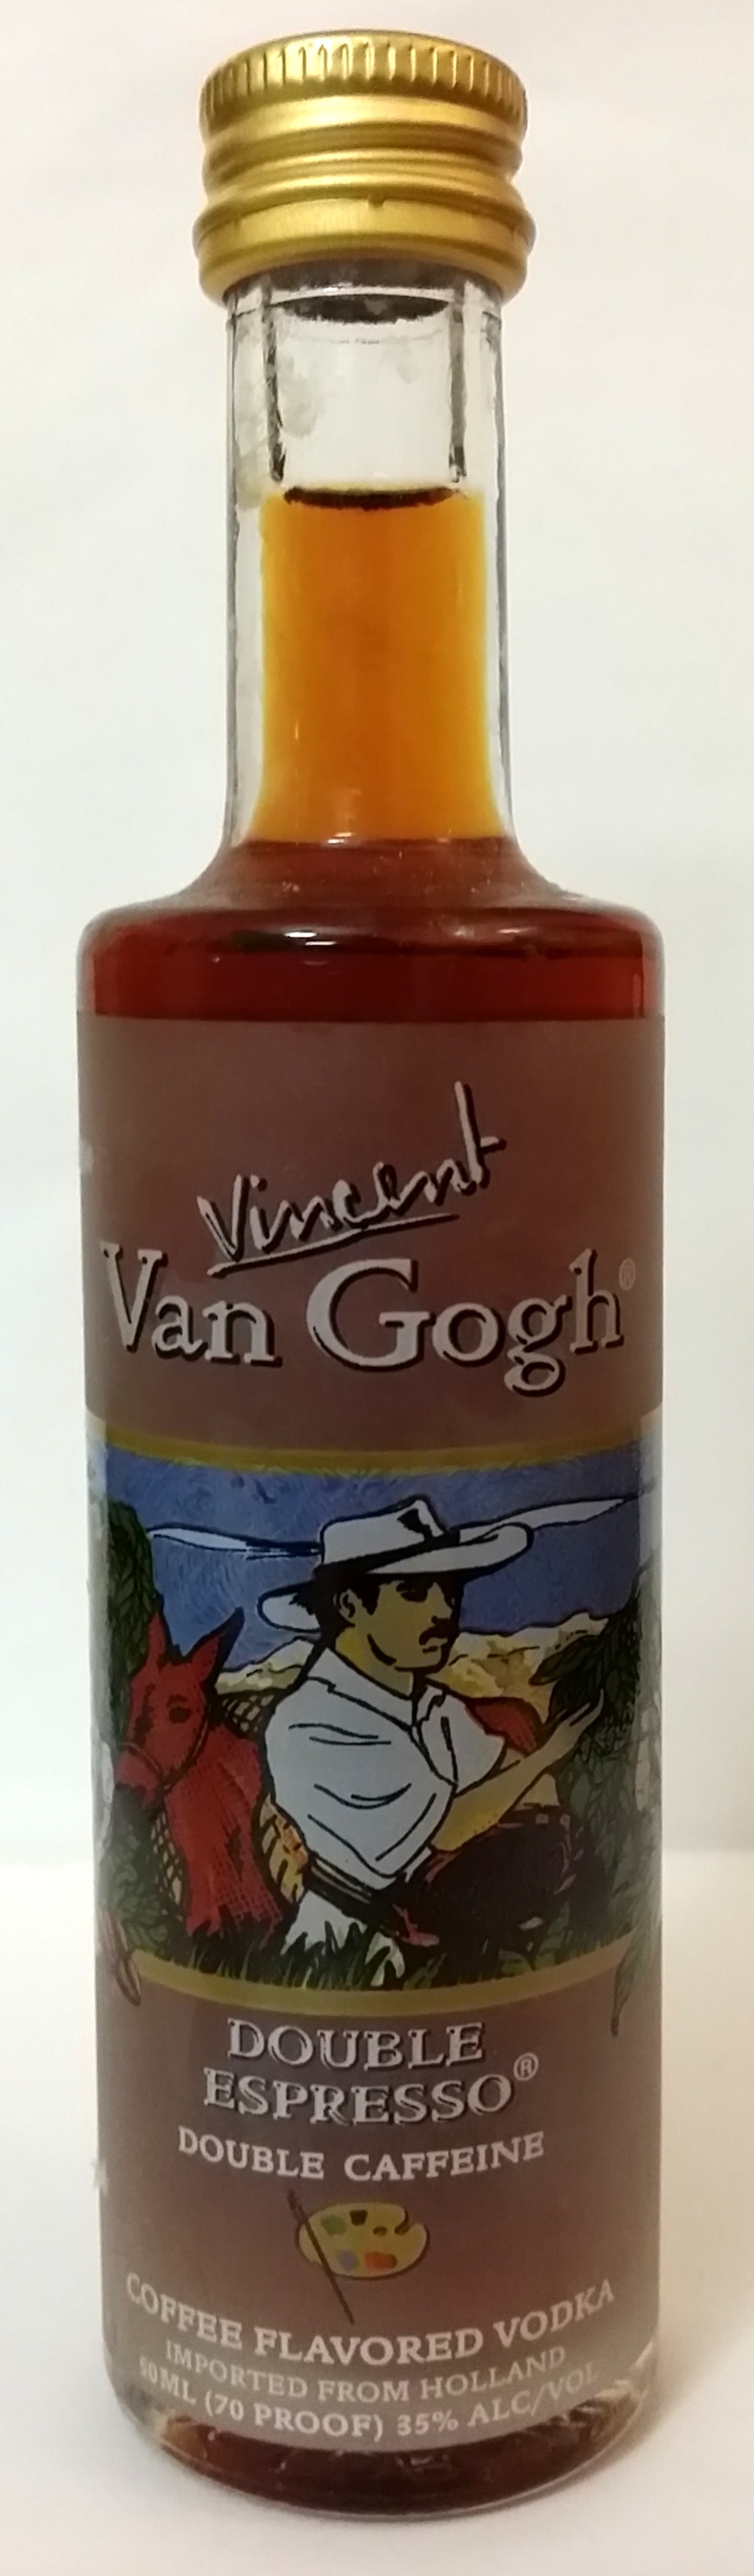 Vincent
Van Gogh®
DOUBLE
ESPRESSO®
DOUBLE CAFFEINE
COFFEE FLAVORED VODKA
IMPORTED FROM HOLLAND
50ML (70 PROOF) 35% ALC/VOL